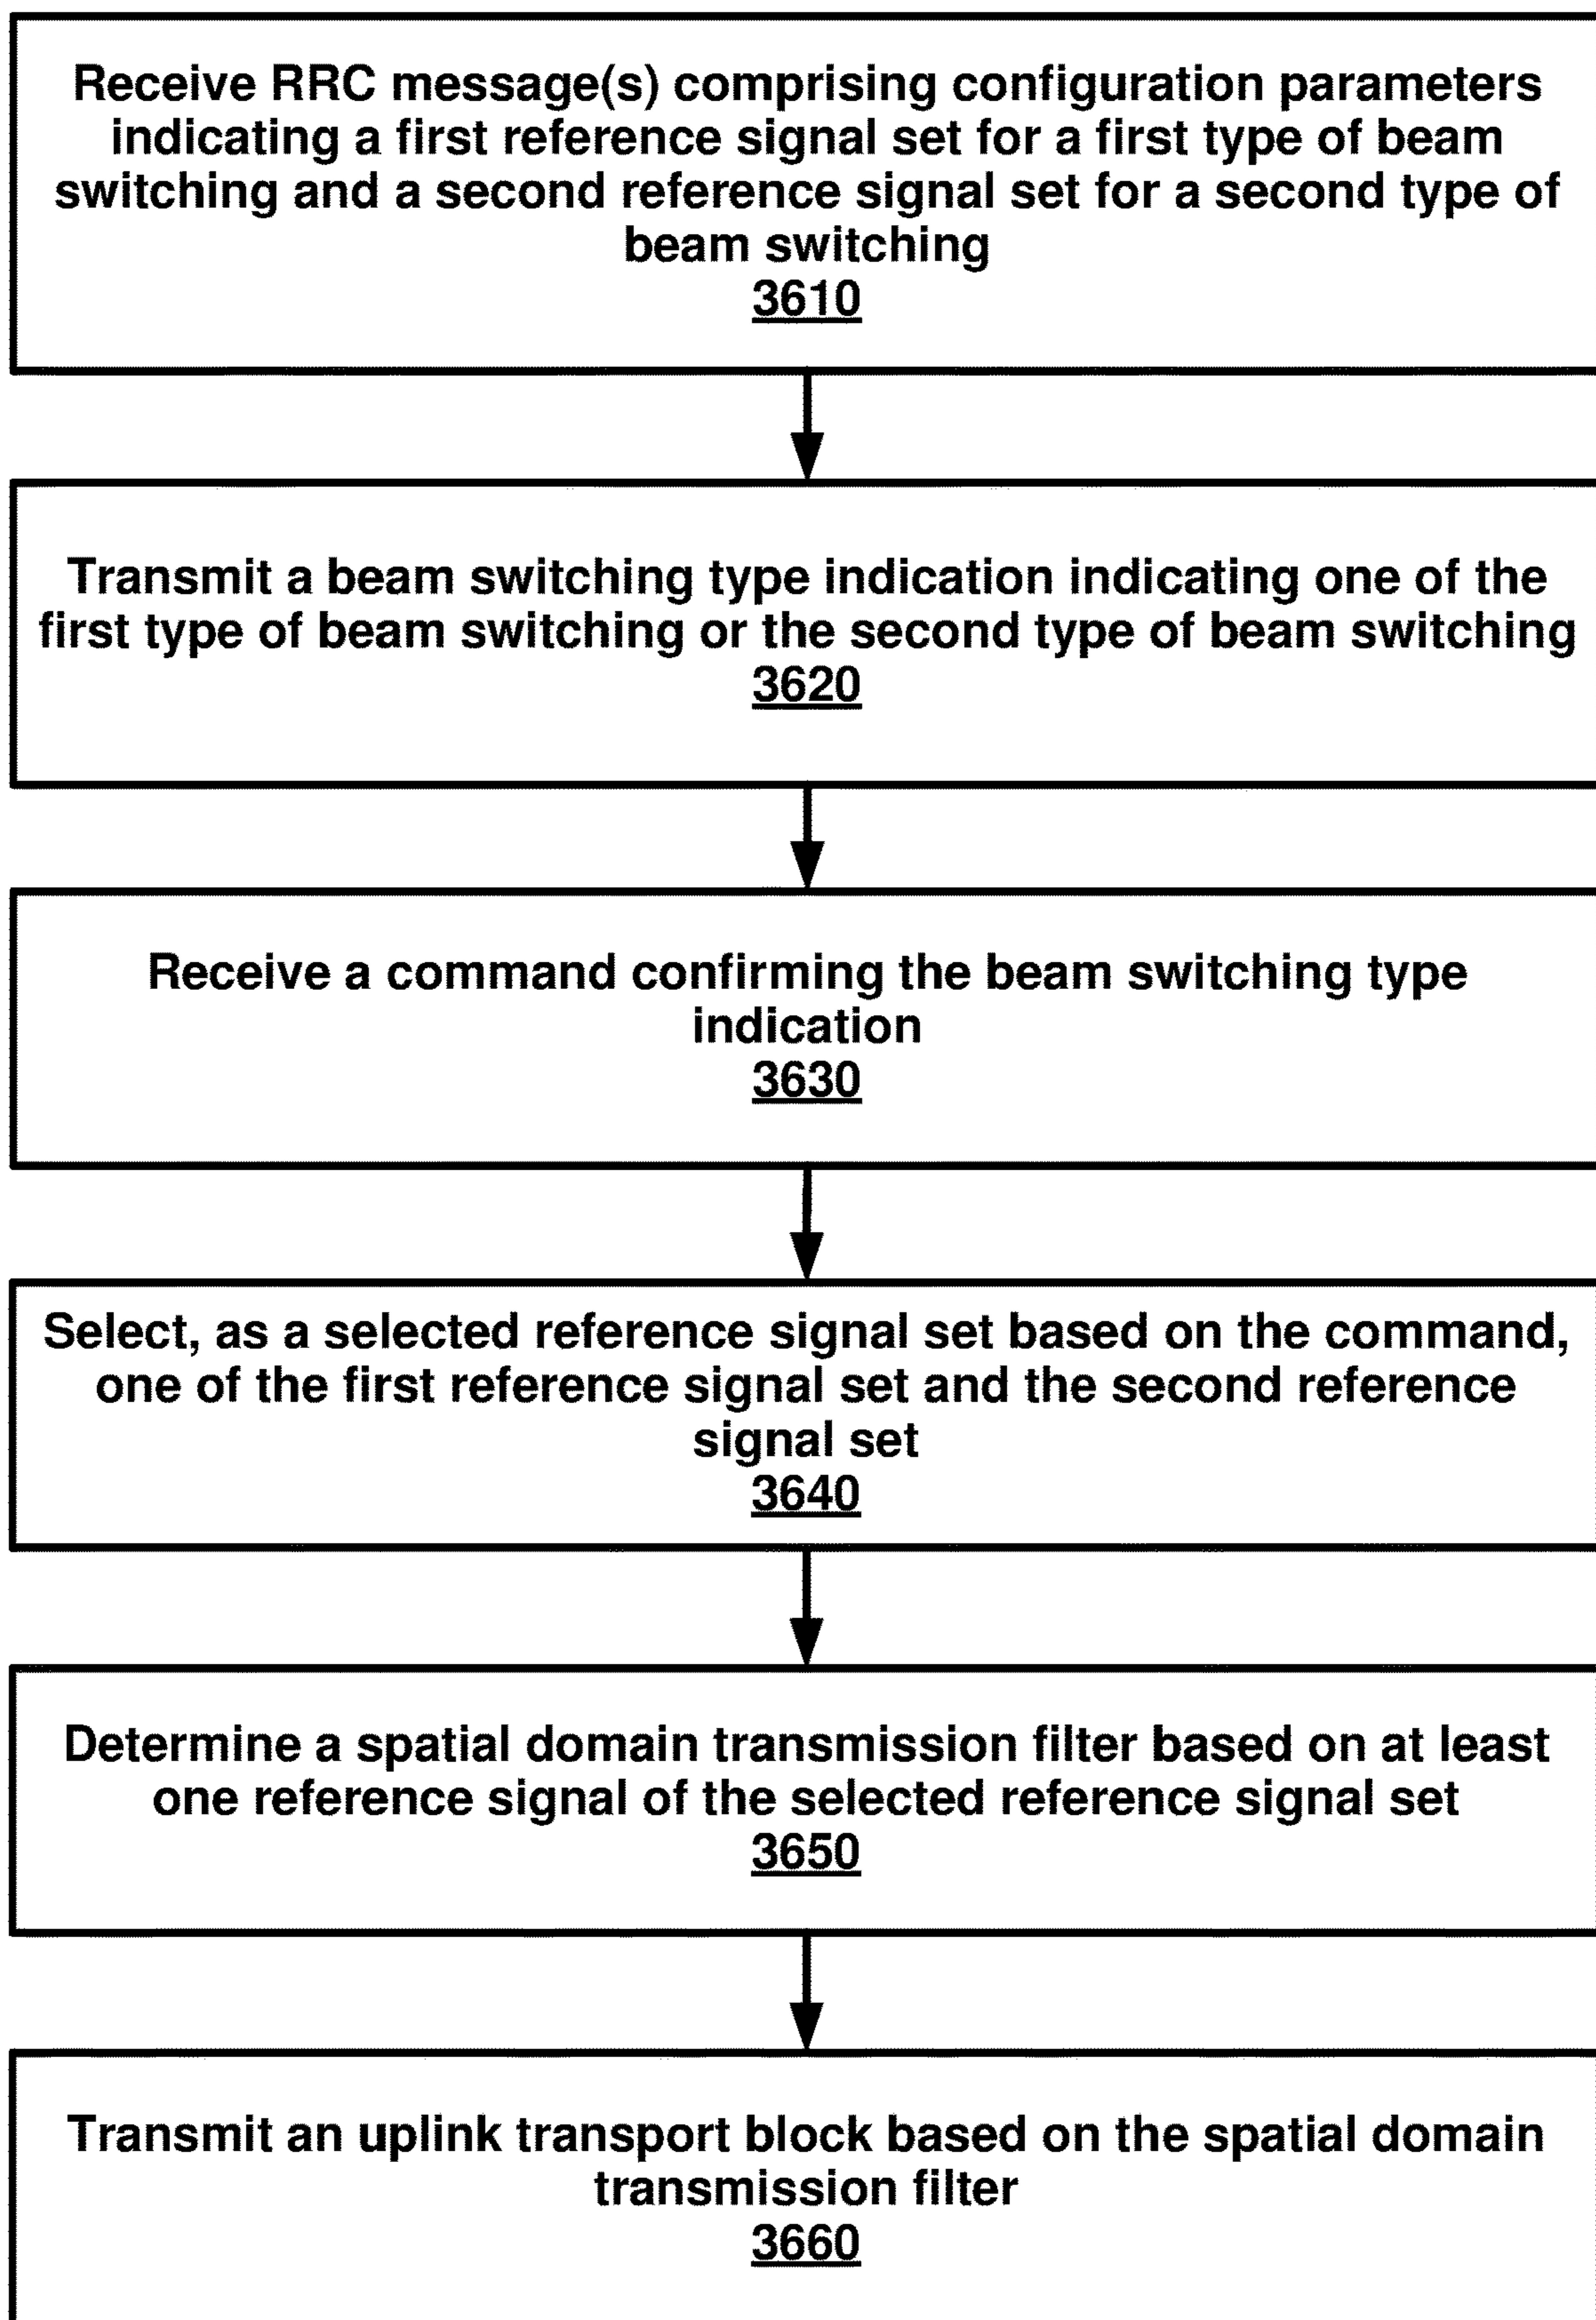 Receive RRC message(s) comprising configuration parameters
indicating a first reference signal set for a first type of beam
switching and a second reference signal set for a second type of
beam switching
3610
Transmit a beam switching type indication indicating one of the
first type of beam switching or the second type of beam switching
3620
Receive a command confirming the beam switching type
indication
3630
Select, as a selected reference signal set based on the command,
one of the first reference signal set and the second reference
signal set
3640
Determine a spatial domain transmission filter based on at least
one reference signal of the selected reference signal set
3650
Transmit an uplink transport block based on the spatial domain
transmission filter
3660